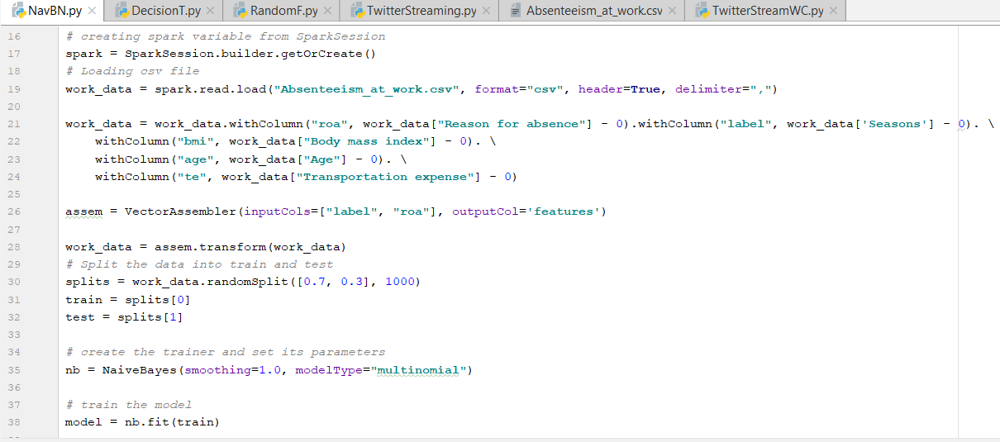 NavBN.py DecisionT.py RandomF.py TwitterStreaming.py Absenteeism_at_work.csv TwitterStreamWC.py
16 # creating spark variable from SparkSession
17 spark = SparkSession.builder.getOrCreate()
18 # Loading csv file
19 work_data = spark.read.load("Absenteeism_at_work.csv", format="csv", header=True, delimiter=",")
20
21 work_data = work_data.withColumn("roa", work_data["Reason for absence"] - 0).withColumn("label", work_data['Seasons'] - 0). \
22 withColumn("bmi", work_data["Body mass index"] - 0). \
23 withColumn("age", work_data["Age"] - 0). \
24 withColumn("te", work_data["Transportation expense"] - 0)
25
26 assem = VectorAssembler(inputCols=["label", "roa"], outputCol='features')
27
28 work_data = assem.transform(work_data)
29 # Split the data into train and test
30 splits = work_data.randomSplit([0.7, 0.3], 1000)
31 train = splits[0]
32 test = splits[1]
33
34 # create the trainer and set its parameters
35 nb = NaiveBayes(smoothing=1.0, modelType="multinomial")
36
37 # train the model
38 model = nb.fit(train)